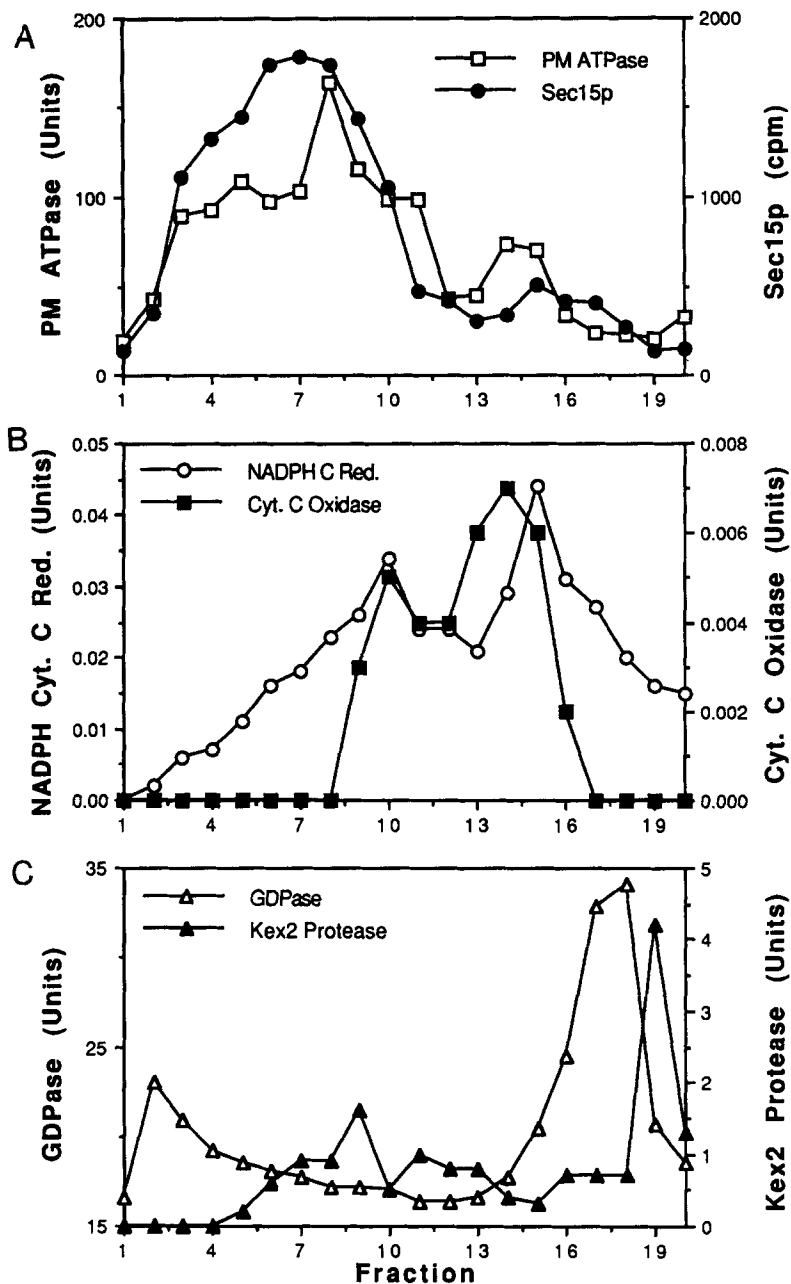 A
PM ATPase (Units)
200
100
0
PM ATPase
Sec15p
2000
1000
0
Sec15p (cpm)
1 4 7 10 13 16 19
B
NADPH Cyt. C Red. (Units)
0.05
0.04
0.03
0.02
0.01
0.00
NADPH C Red.
Cyt. C Oxidase
0.008
0.006
0.004
0.002
0.000
Cyt. C Oxidase (Units)
1 4 7 10 13 16 19
C
GDPase (Units)
35
25
15
GDPase
Kex2 Protease
5
4
3
2
1
0
Kex2 Protease (Units)
1 4 7 10 13 16 19
Fraction